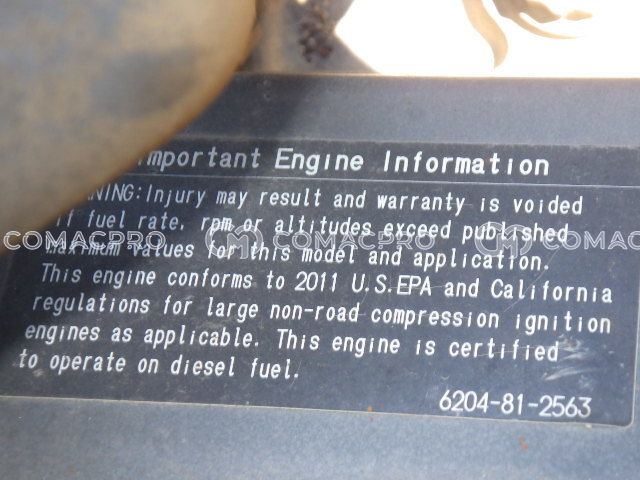 Important Engine Information
WARNING:Injury may result and warranty is voided
if fuel rate, rpm or altitudes exceed published
maximum values for this model and application.
This engine conforms to 2011 U.S.EPA and California
regulations for large non-road compression ignition
engines as applicable. This engine is certified
to operate on diesel fuel.
6204-81-2563
COMACPRO COMACPRO COMACPRO